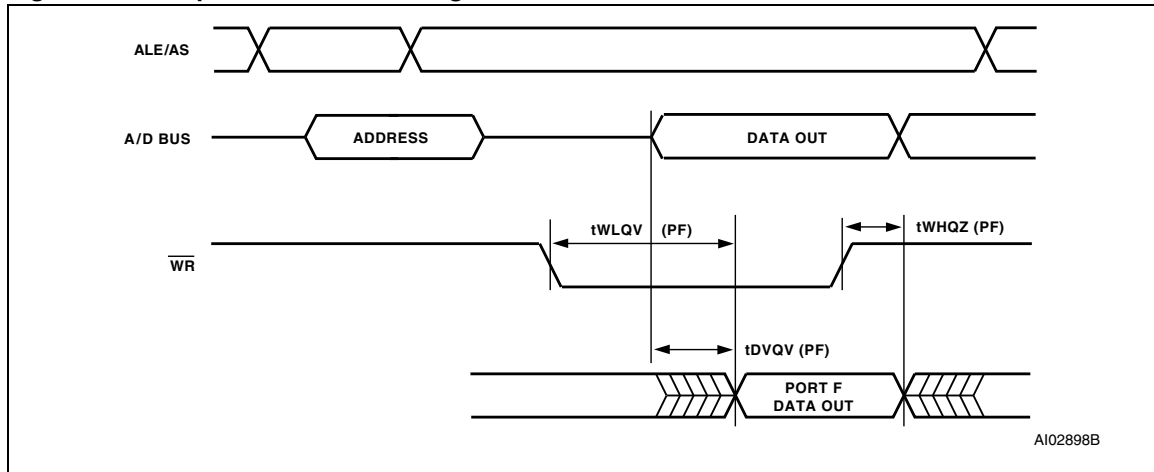 ALE/AS
A/D BUS
ADDRESS
DATA OUT
tWLQV (PF)
tWHQZ (PF)
WR
tDVQV (PF)
PORT F
DATA OUT
AI02898B